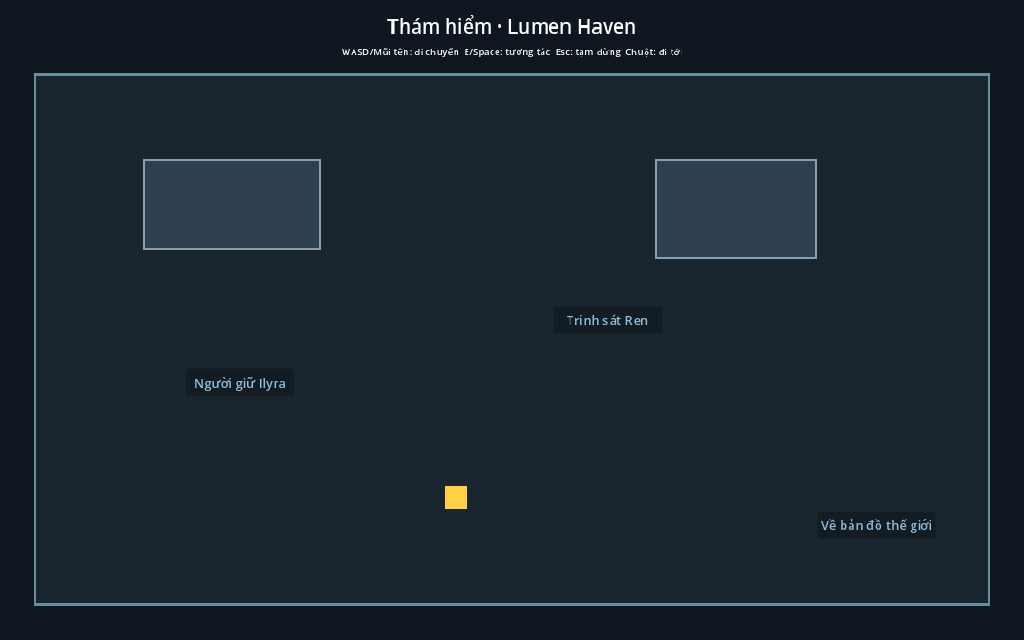 Thám hiểm · Lumen Haven
WASD/Mũi tên: di chuyển E/Space: tương tác Esc: tạm dừng Chuột: đi tới
Trinh sát Ren
Người giữ Ilyra
Về bản đồ thế giới